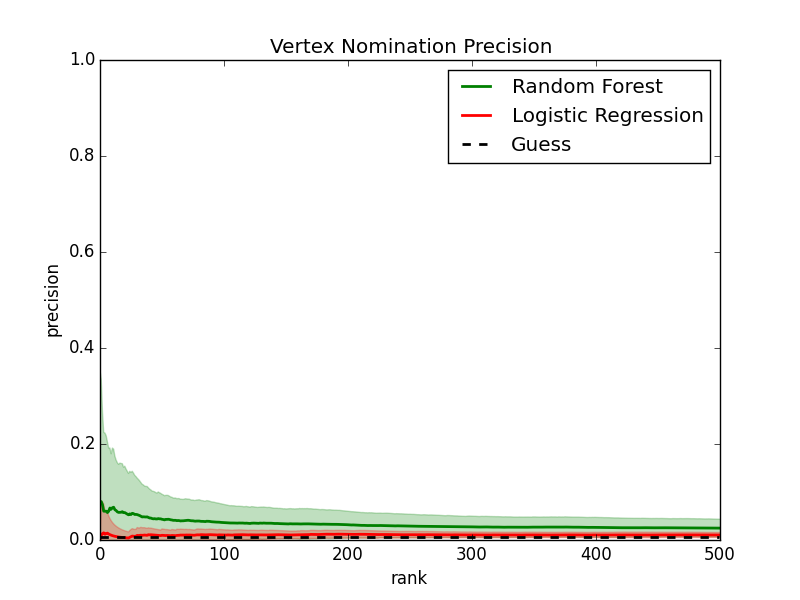 Vertex Nomination Precision
1.0
Random Forest
Logistic Regression
Guess
0.8
0.6
precision
0.4
0.2
0.0
0 100 200 300 400 500
rank